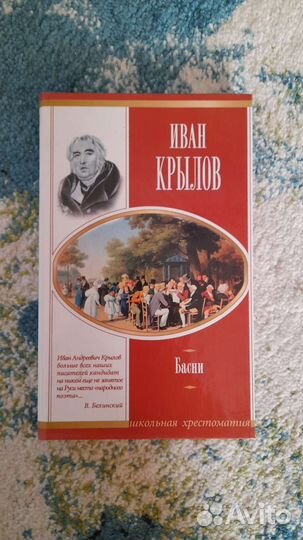 ИВАН
КРЫЛОВ
Басни
Иван Андреевич Крылов
больше всех наших
писателей кандидат
на никем еще не занятое
на Руси место «народного
поэта»...
В. Белинский
школьная хрестоматия
Avito